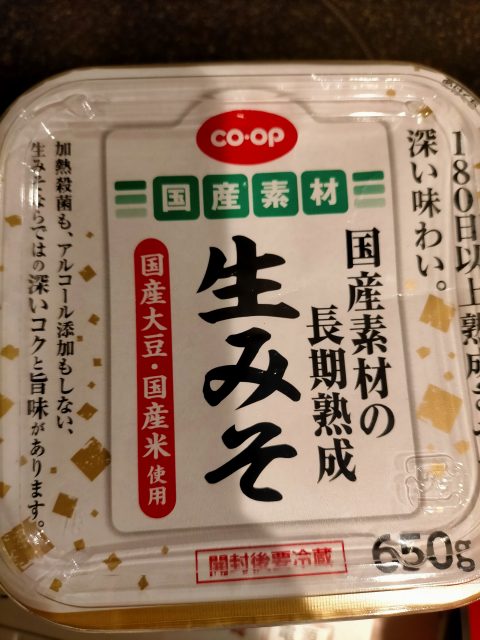 co·op
国産素材
180日以上熟成させ
深い味わい。
国産素材の
長期熟成
生みそ
国産大豆・国産米使用
加熱殺菌も、アルコール添加もしない、
生みそならではの深いコクと旨味があります。
開封後要冷蔵
650g